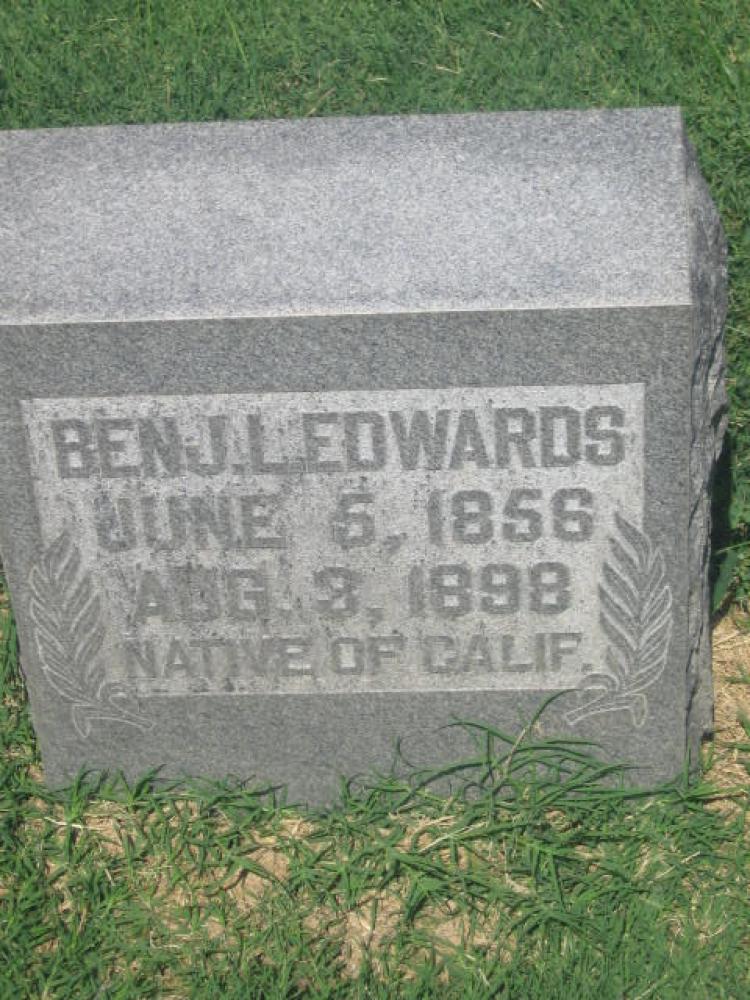 BENJ. L. EDWARDS
JUNE 5, 1856
AUG. 3, 1898
NATIVE OF CALIF.